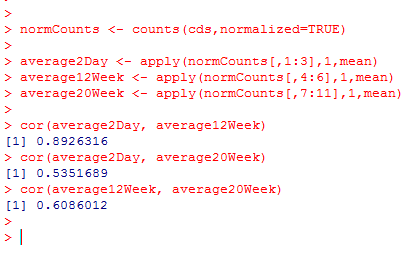 >
> normCounts <- counts(cds,normalized=TRUE)
>
> average2Day <- apply(normCounts[,1:3],1,mean)
> average12Week <- apply(normCounts[,4:6],1,mean)
> average20Week <- apply(normCounts[,7:11],1,mean)
>
> cor(average2Day, average12Week)
[1] 0.8926316
> cor(average2Day, average20Week)
[1] 0.5351689
> cor(average12Week, average20Week)
[1] 0.6086012
>
>